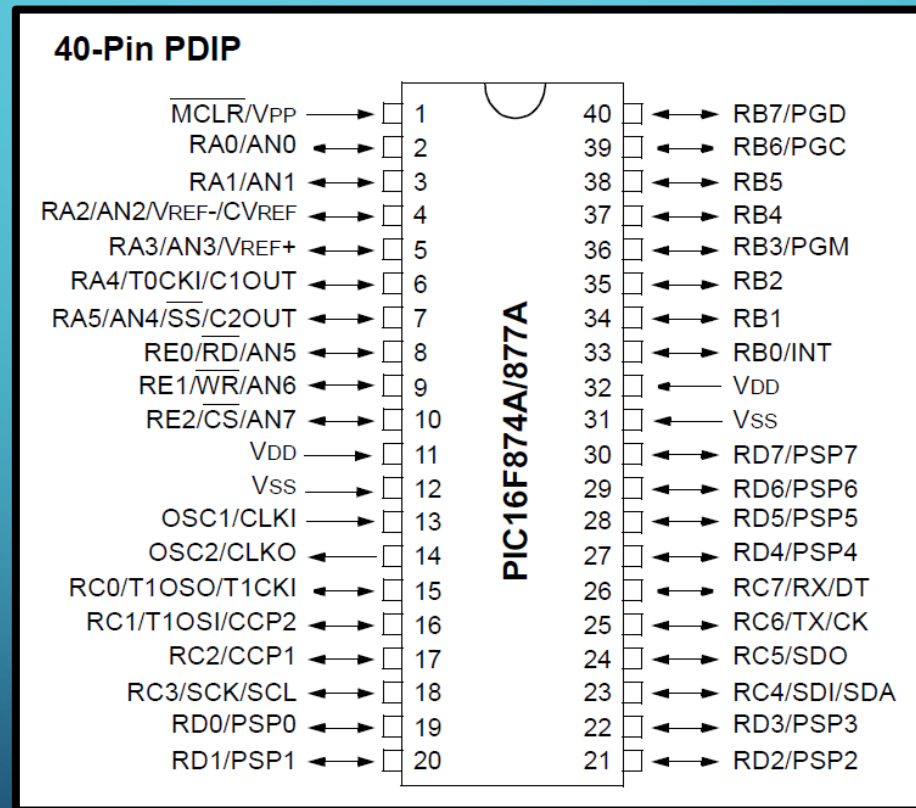 40-Pin PDIP
MCLR/VPP 1 40 RB7/PGD
RA0/AN0 2 39 RB6/PGC
RA1/AN1 3 38 RB5
RA2/AN2/VREF-/CVREF 4 37 RB4
RA3/AN3/VREF+ 5 36 RB3/PGM
RA4/T0CKI/C1OUT 6 35 RB2
RA5/AN4/SS/C2OUT 7 34 RB1
RE0/RD/AN5 8 33 RB0/INT
RE1/WR/AN6 9 32 VDD
RE2/CS/AN7 10 31 VSS
VDD 11 30 RD7/PSP7
VSS 12 29 RD6/PSP6
OSC1/CLKI 13 28 RD5/PSP5
OSC2/CLKO 14 27 RD4/PSP4
RC0/T1OSO/T1CKI 15 26 RC7/RX/DT
RC1/T1OSI/CCP2 16 25 RC6/TX/CK
RC2/CCP1 17 24 RC5/SDO
RC3/SCK/SCL 18 23 RC4/SDI/SDA
RD0/PSP0 19 22 RD3/PSP3
RD1/PSP1 20 21 RD2/PSP2
PIC16F874A/877A